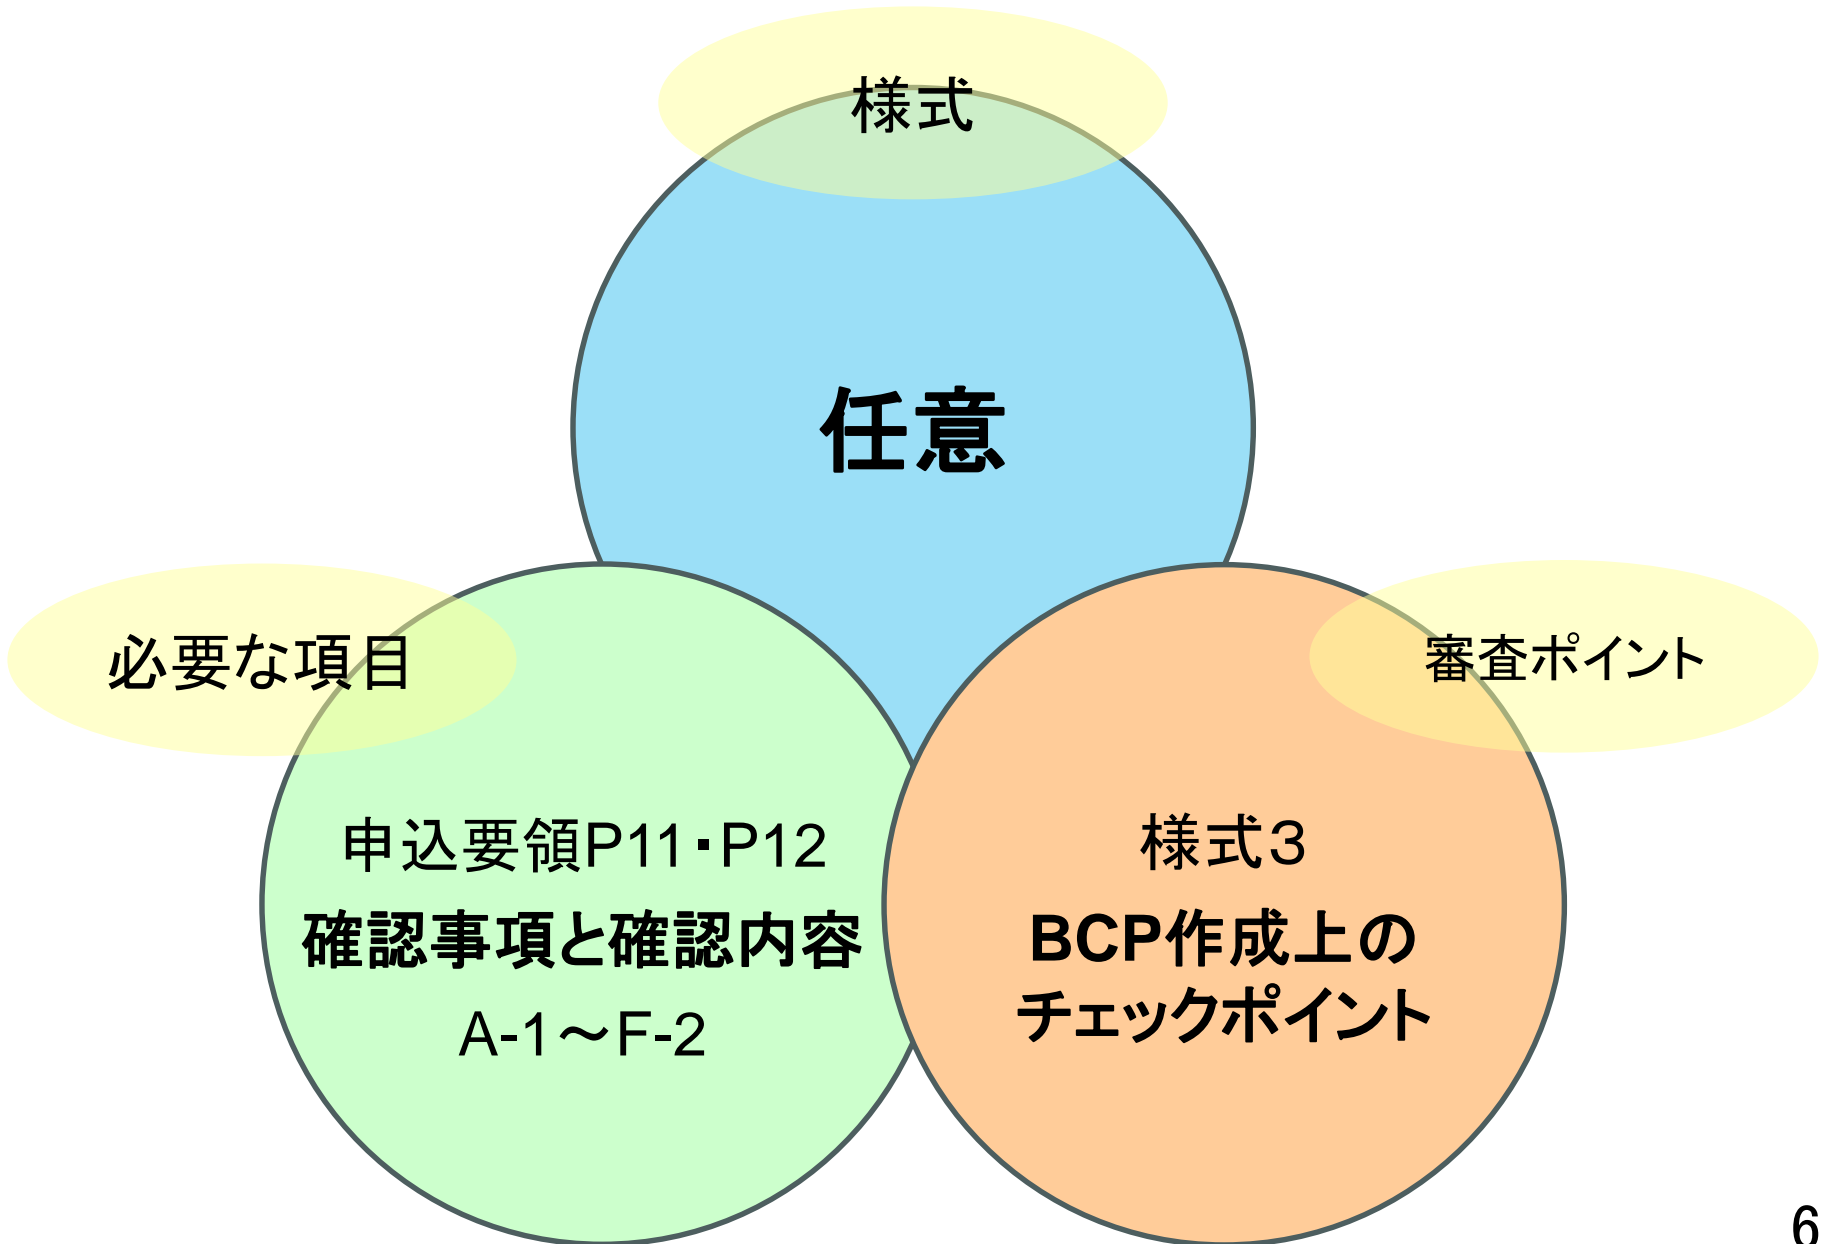 様式
任意
必要な項目
申込要領P11・P12
確認事項と確認内容
A-1～F-2
審査ポイント
様式３
BCP作成上の
チェックポイント
6